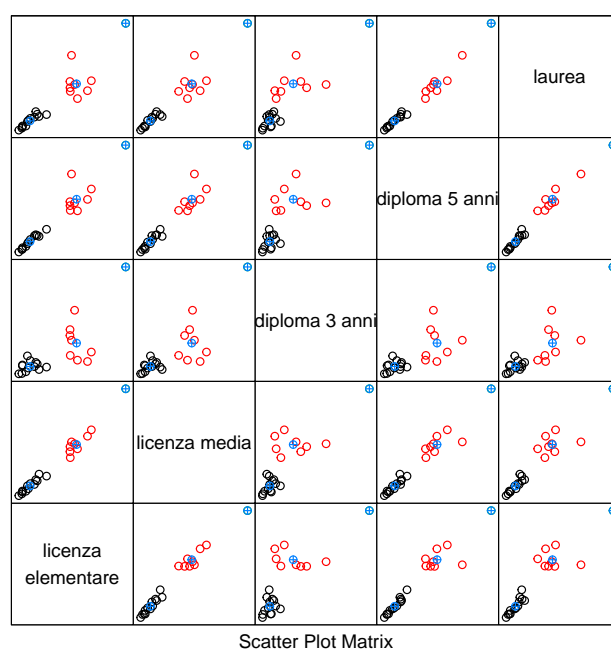 laurea
diploma 5 anni
diploma 3 anni
licenza media
licenza
elementare
Scatter Plot Matrix